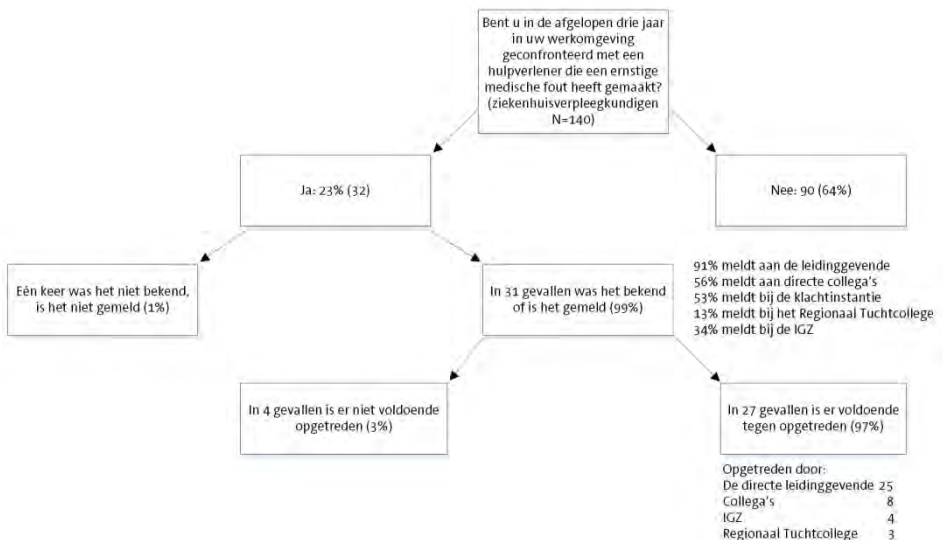 Bent u in de afgelopen drie jaar
in uw werkomgeving
geconfronteerd met een
hulpverlener die een ernstige
medische fout heeft gemaakt?
(ziekenhuisverpleegkundigen
N=140)
Ja: 23% (32)
Nee: 90 (64%)
Eén keer was het niet bekend,
is het niet gemeld (1%)
In 31 gevallen was het bekend
of is het gemeld (99%)
91% meldt aan de leidinggevende
56% meldt aan directe collega's
53% meldt bij de klachtinstantie
13% meldt bij het Regionaal Tuchtcollege
34% meldt bij de IGZ
In 4 gevallen is er niet voldoende
opgetreden (3%)
In 27 gevallen is er voldoende
tegen opgetreden (97%)
Opgetreden door:
De directe leidinggevende 25
Collega's 8
IGZ 4
Regionaal Tuchtcollege 3